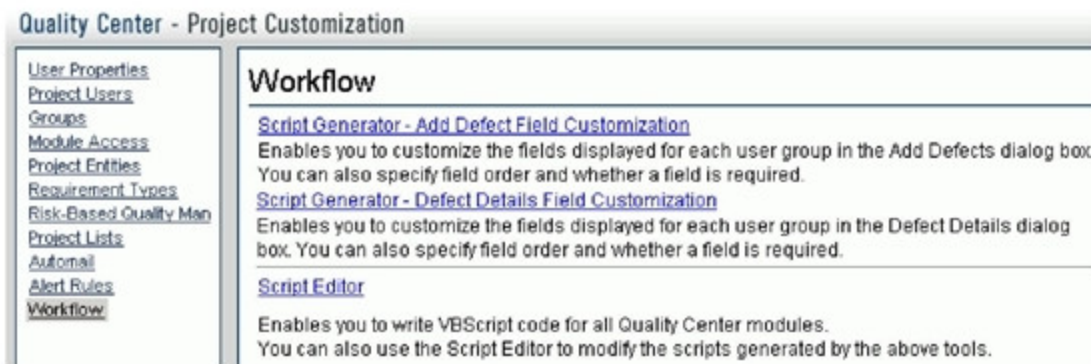 Quality Center - Project Customization
User Properties
Project Users
Groups
Module Access
Project Entities
Requirement Types
Risk-Based Quality Man
Project Lists
Automail
Alert Rules
Workflow
Workflow
Script Generator - Add Defect Field Customization
Enables you to customize the fields displayed for each user group in the Add Defects dialog box
You can also specify field order and whether a field is required.
Script Generator - Defect Details Field Customization
Enables you to customize the fields displayed for each user group in the Defect Details dialog
box. You can also specify field order and whether a field is required.
Script Editor
Enables you to write VBScript code for all Quality Center modules.
You can also use the Script Editor to modify the scripts generated by the above tools.